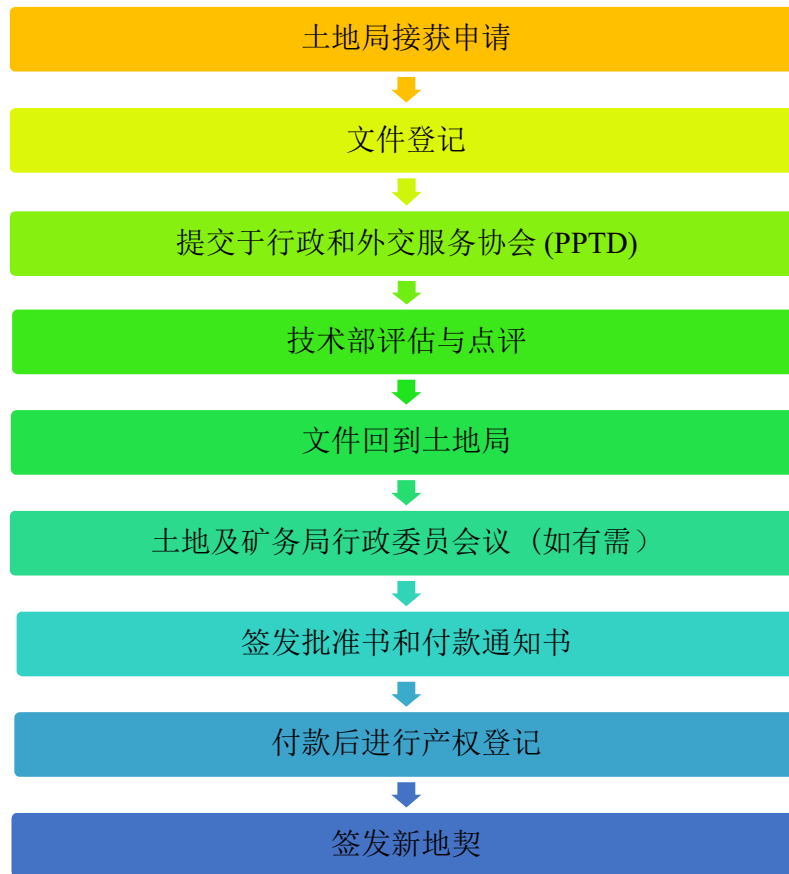 土地局接获申请
文件登记
提交于行政和外交服务协会 (PPTD)
技术部评估与点评
文件回到土地局
土地及矿务局行政委员会议（如有需）
签发批准书和付款通知书
付款后进行产权登记
签发新地契